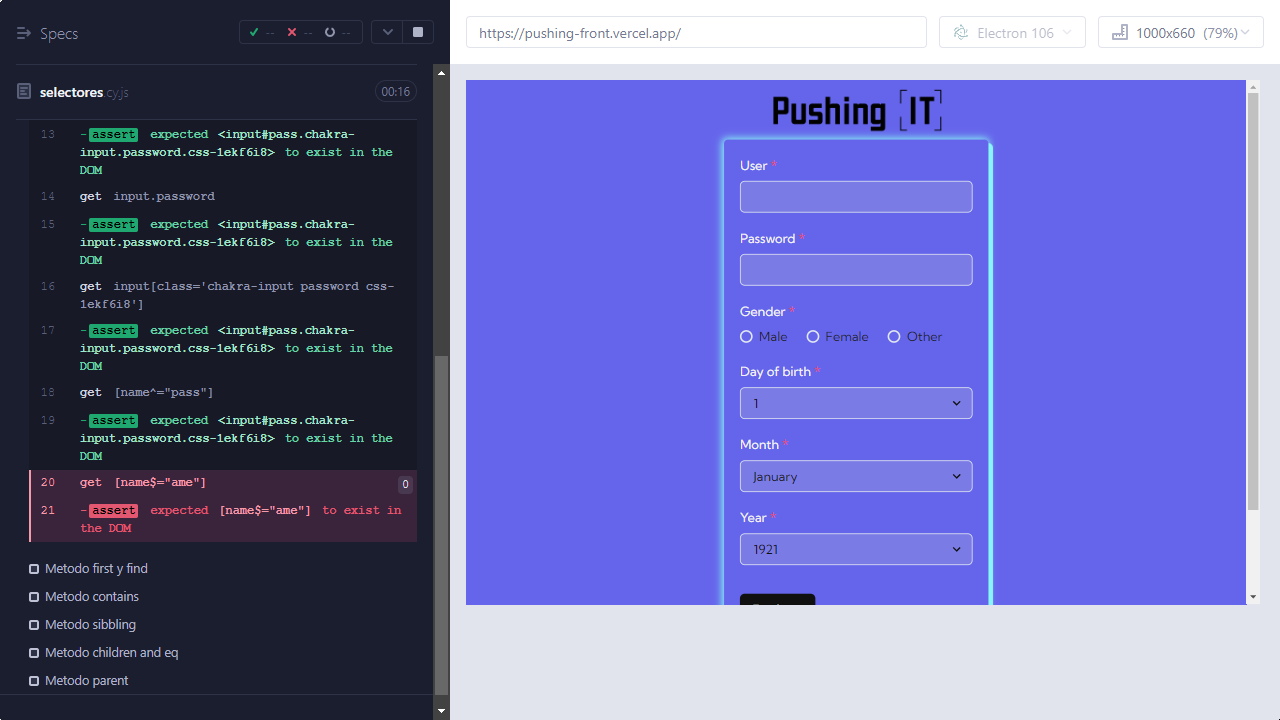 Specs
-- -- --
selectores.cy.js
00:16
13 -assert expected <input#pass.chakra-
input.password.css-1ekf6i8> to exist in the
DOM
14 get input.password
15 -assert expected <input#pass.chakra-
input.password.css-1ekf6i8> to exist in the
DOM
16 get input[class='chakra-input password css-
1ekf6i8']
17 -assert expected <input#pass.chakra-
input.password.css-1ekf6i8> to exist in the
DOM
18 get [name^="pass"]
19 -assert expected <input#pass.chakra-
input.password.css-1ekf6i8> to exist in the
DOM
20 get [name$="ame"] 0
21 -assert expected [name$="ame"] to exist in
the DOM
Metodo first y find
Metodo contains
Metodo sibbling
Metodo children and eq
Metodo parent
https://pushing-front.vercel.app/
Electron 106
1000x660 (79%)
Pushing [IT]
User *
Password *
Gender *
Male Female Other
Day of birth *
1
Month *
January
Year *
1921